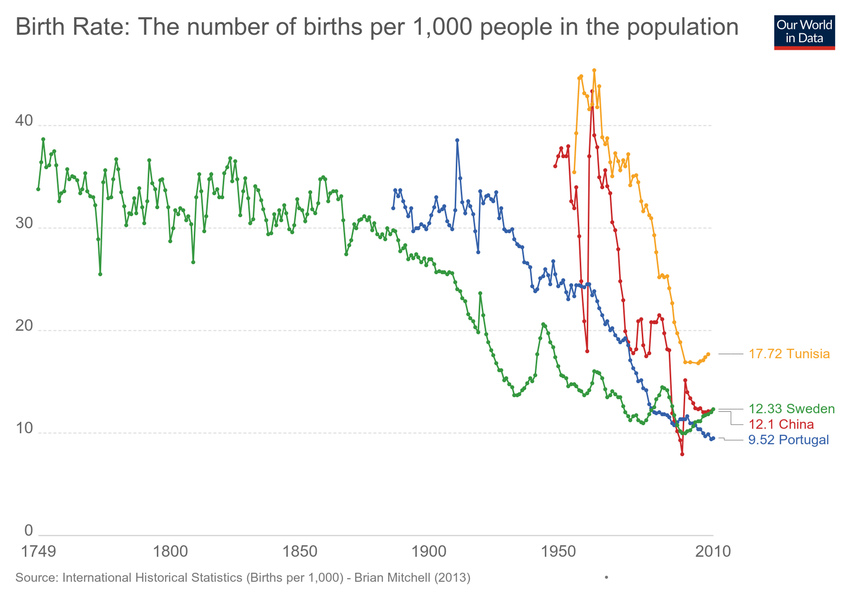 Birth Rate: The number of births per 1,000 people in the population
Our World
in Data
40
30
20
10
0
17.72 Tunisia
12.33 Sweden
12.1 China
9.52 Portugal
1749
1800
1850
1900
1950
2010
Source: International Historical Statistics (Births per 1,000) - Brian Mitchell (2013)